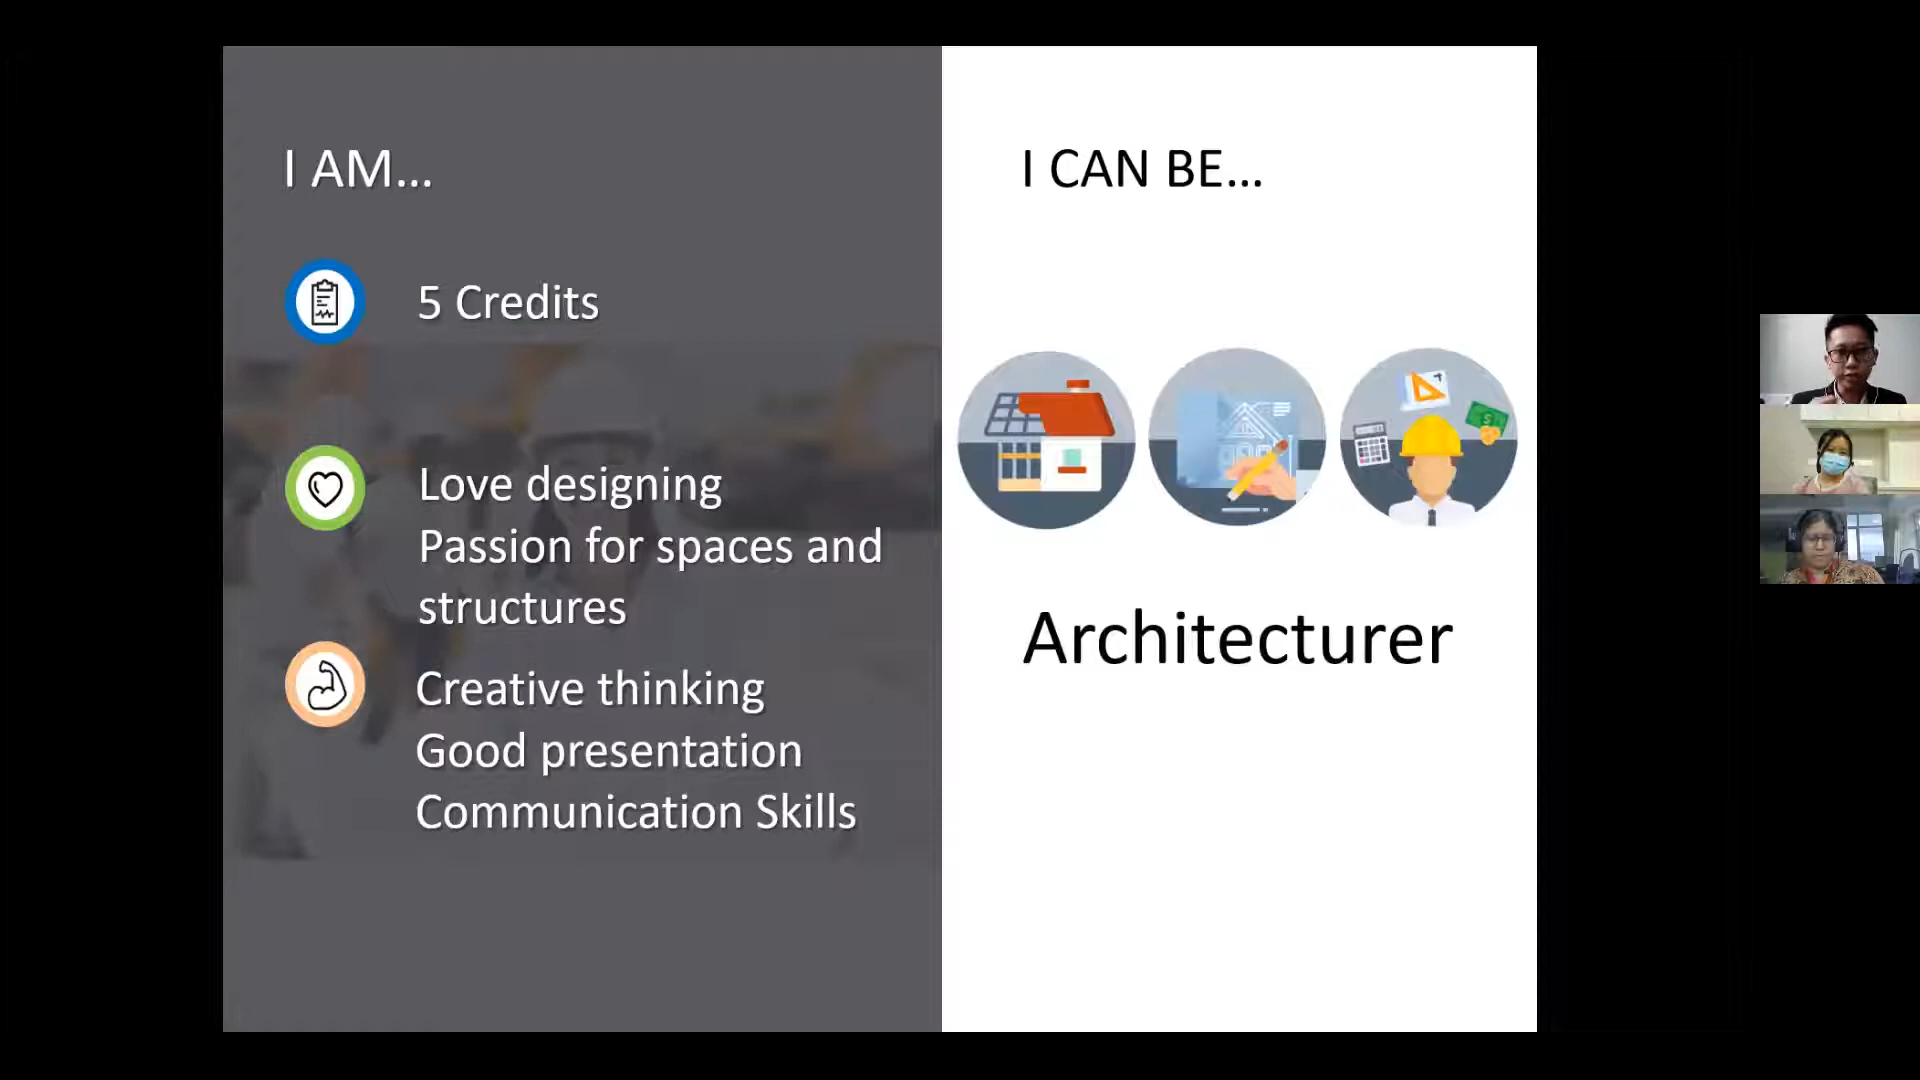 I AM...
5 Credits
Love designing
Passion for spaces and
structures
Creative thinking
Good presentation
Communication Skills
I CAN BE...
Architecturer